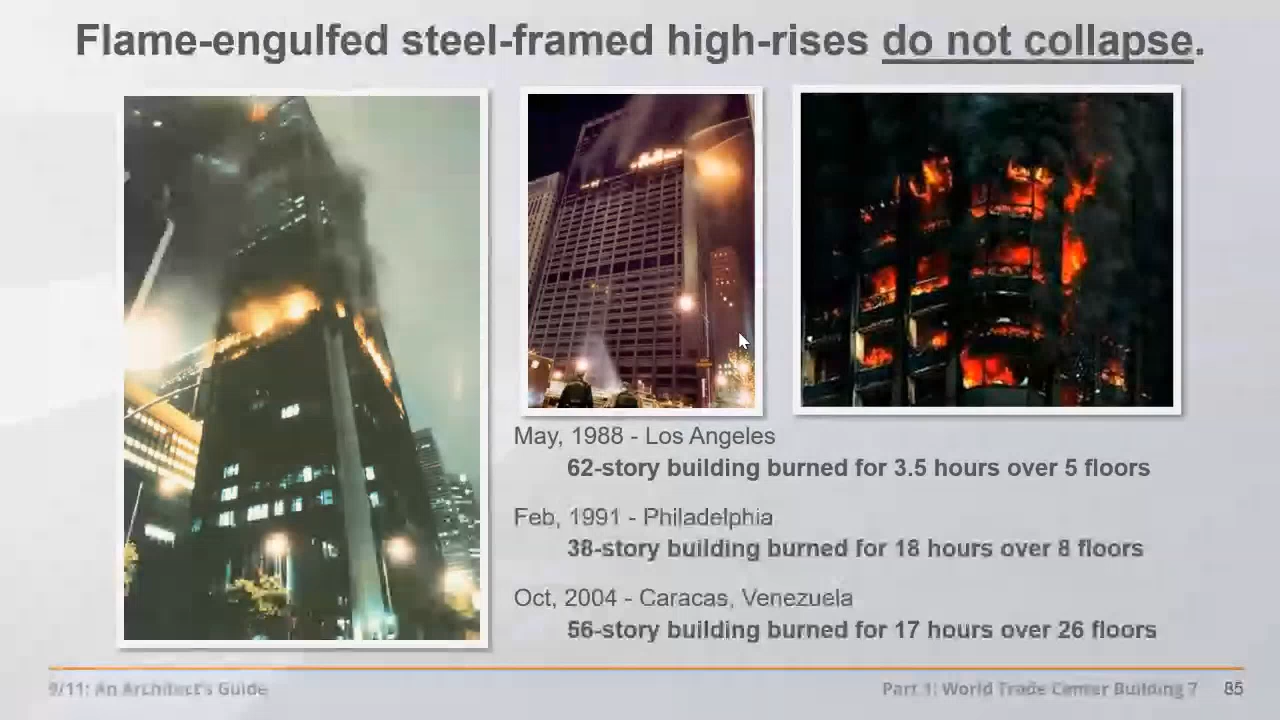 Flame-engulfed steel-framed high-rises do not collapse.
May, 1988 - Los Angeles
62-story building burned for 3.5 hours over 5 floors
Feb, 1991 - Philadelphia
38-story building burned for 18 hours over 8 floors
Oct, 2004 - Caracas, Venezuela
56-story building burned for 17 hours over 26 floors
9/11: An Architect's Guide
Part 1: World Trade Center Building 7
85